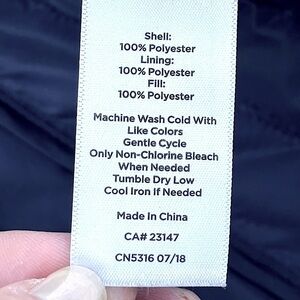 Shell:
100% Polyester
Lining:
100% Polyester
Fill:
100% Polyester
Machine Wash Cold With
Like Colors
Gentle Cycle
Only Non-Chlorine Bleach
When Needed
Tumble Dry Low
Cool Iron If Needed
Made In China
CA# 23147
CN5316 07/18